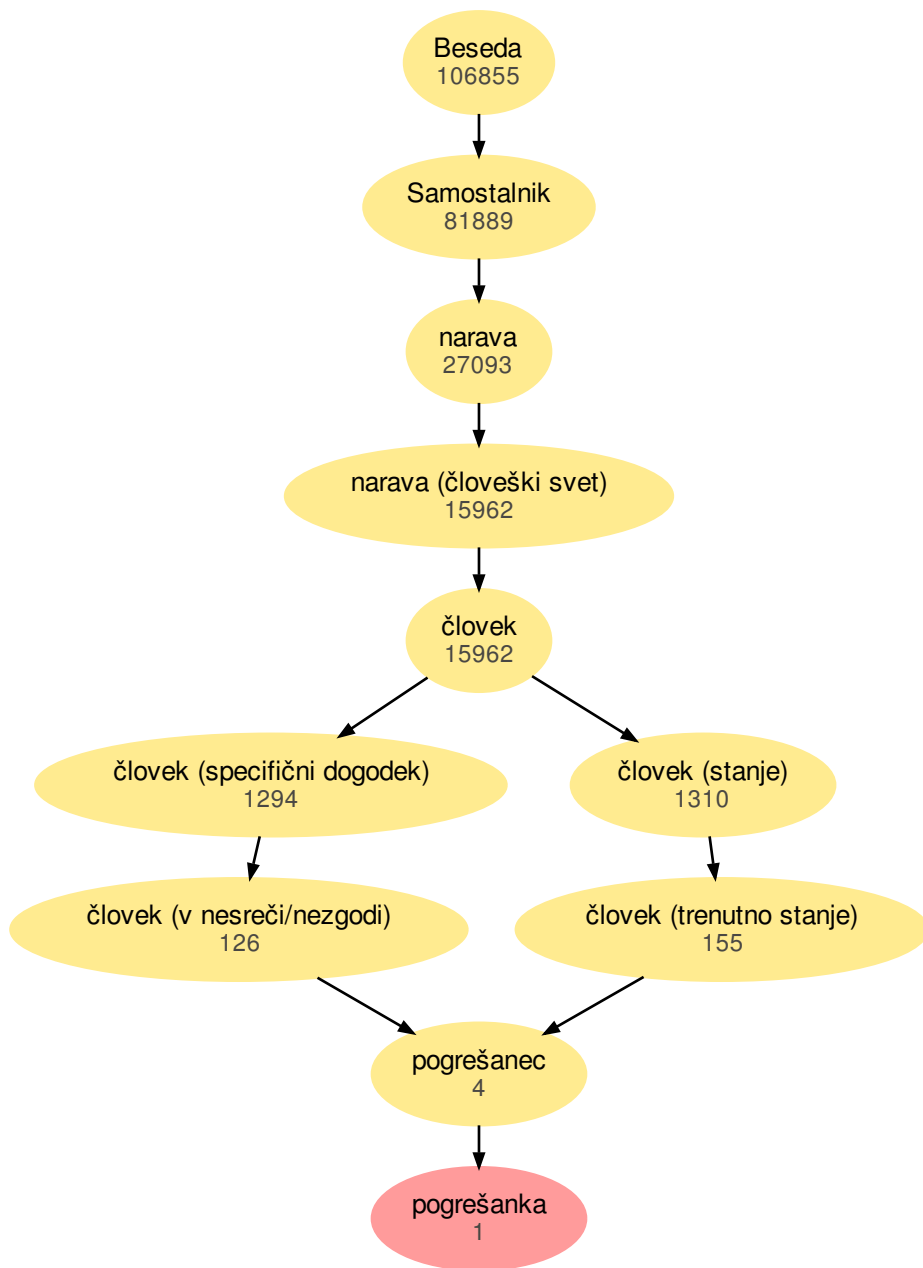 Beseda
106855
Samostalnik
81889
narava
27093
narava (človeški svet)
15962
človek
15962
človek (specifični dogodek)
1294
človek (stanje)
1310
človek (v nesreči/nezgodi)
126
človek (trenutno stanje)
155
pogrešanec
4
pogrešanka
1